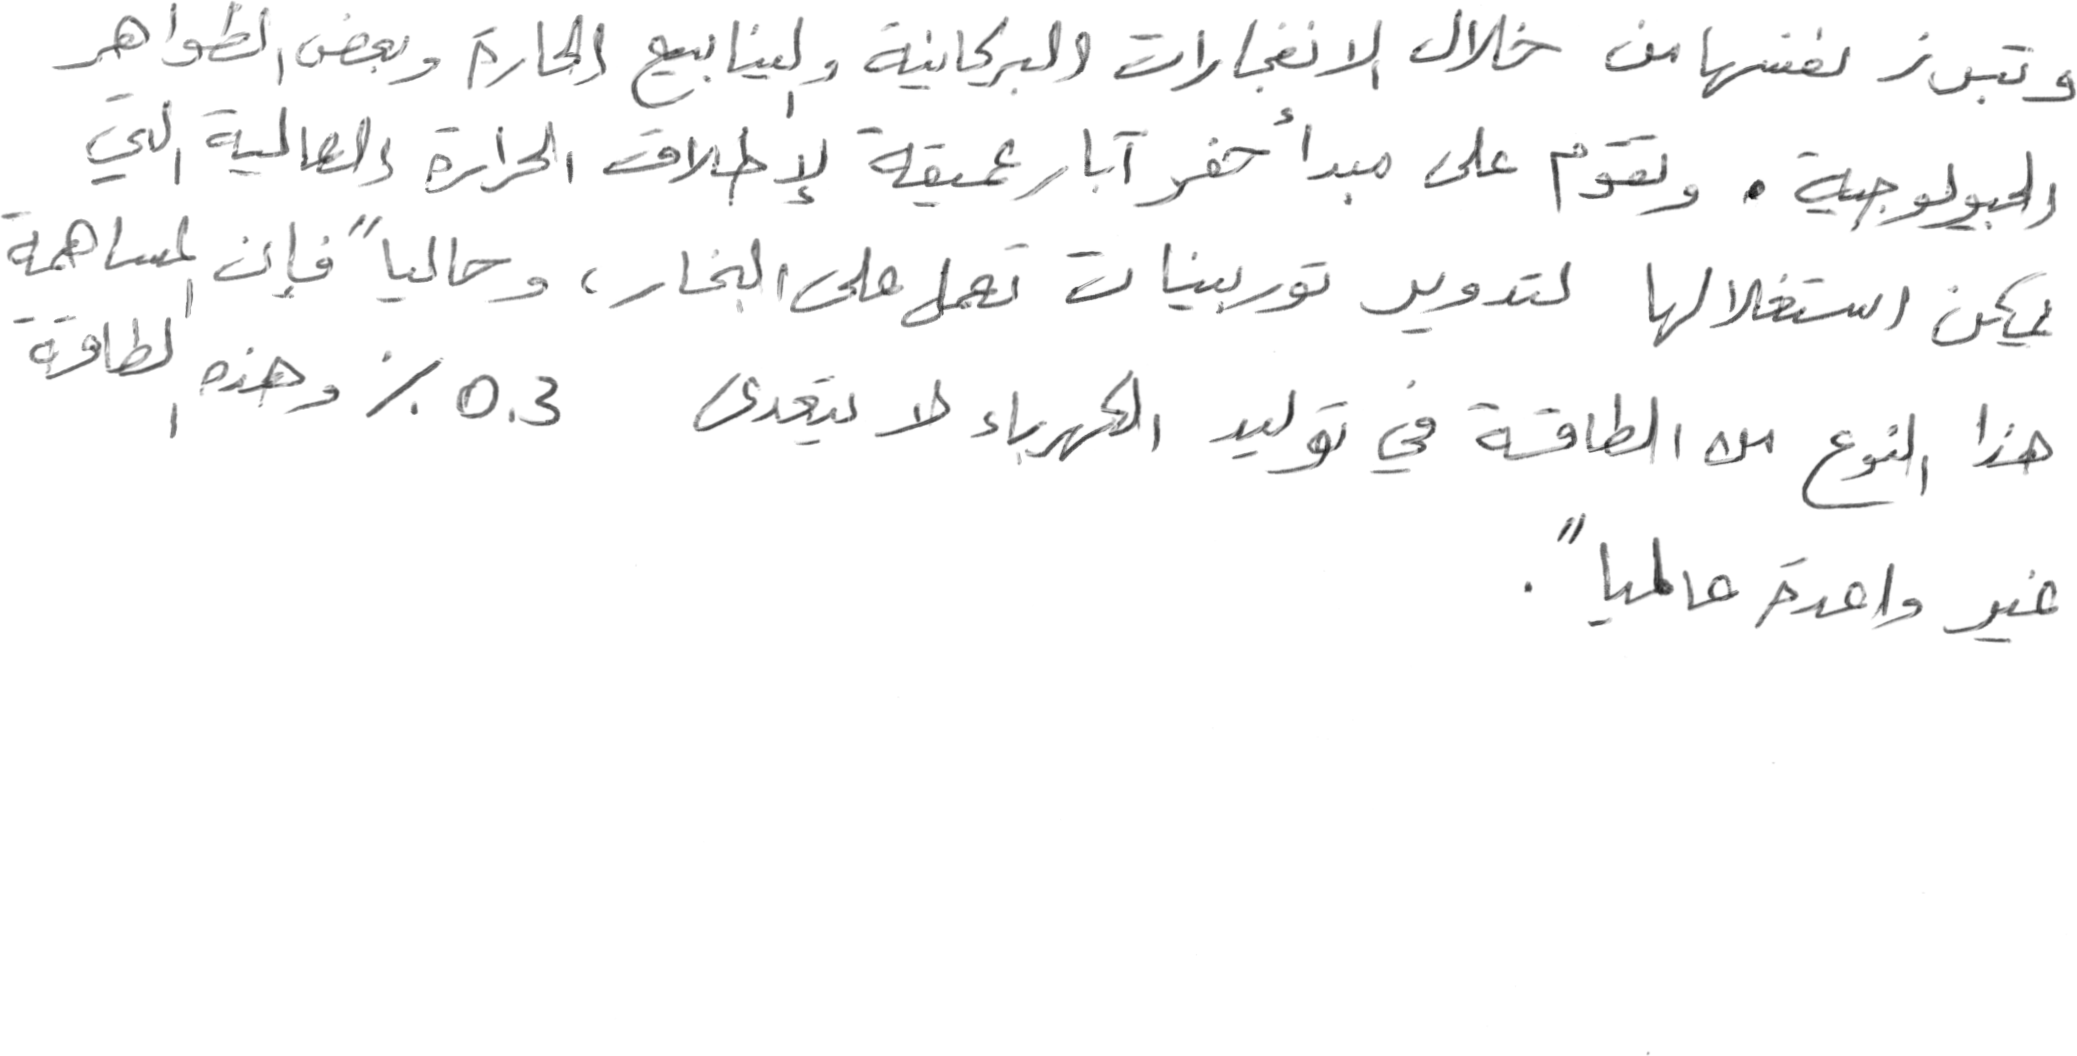 وتبرز نفسها من خلال الانفجارات البركانية والينابيع الحارة وبعض الظواهر
الجيولوجية . وتقوم على مبدأ حفر آبار عميقة لإطلاق الحرارة العالية التي
يمكن استغلالها لتدوير توربينات تعمل على البخار ، وحالياً فإن المساهمة
هذا النوع من الطاقة في توليد الكهرباء لا يتعدى 0.3 ٪ وهذه الطاقة
غير واعدة عالمياً .